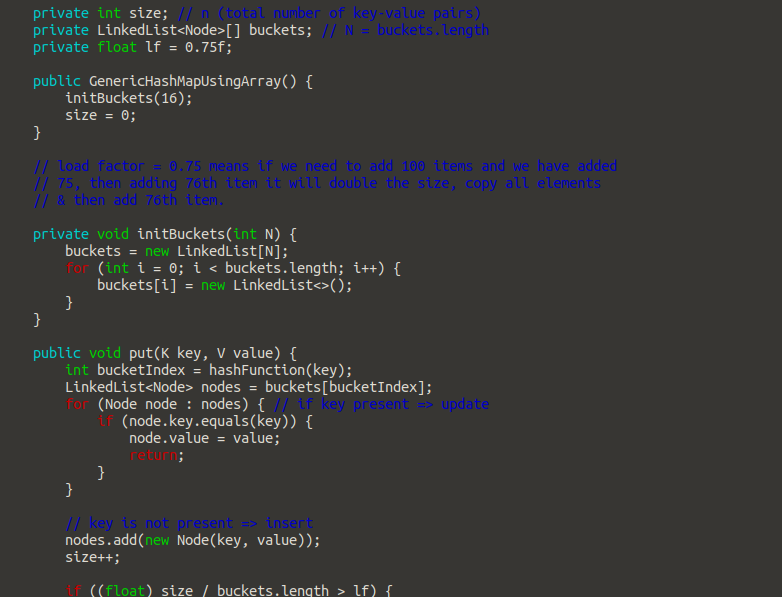 private int size; // n (total number of key-value pairs)
private LinkedList<Node>[] buckets; // N = buckets.length
private float lf = 0.75f;
public GenericHashMapUsingArray() {
initBuckets(16);
size = 0;
}
// load factor = 0.75 means if we need to add 100 items and we have added
// 75, then adding 76th item it will double the size, copy all elements
// & then add 76th item.
private void initBuckets(int N) {
buckets = new LinkedList[N];
for (int i = 0; i < buckets.length; i++) {
buckets[i] = new LinkedList<>();
}
}
public void put(K key, V value) {
int bucketIndex = hashFunction(key);
LinkedList<Node> nodes = buckets[bucketIndex];
for (Node node : nodes) { // if key present => update
if (node.key.equals(key)) {
node.value = value;
return;
}
}
// key is not present => insert
nodes.add(new Node(key, value));
size++;
if ((float) size / buckets.length > lf) {